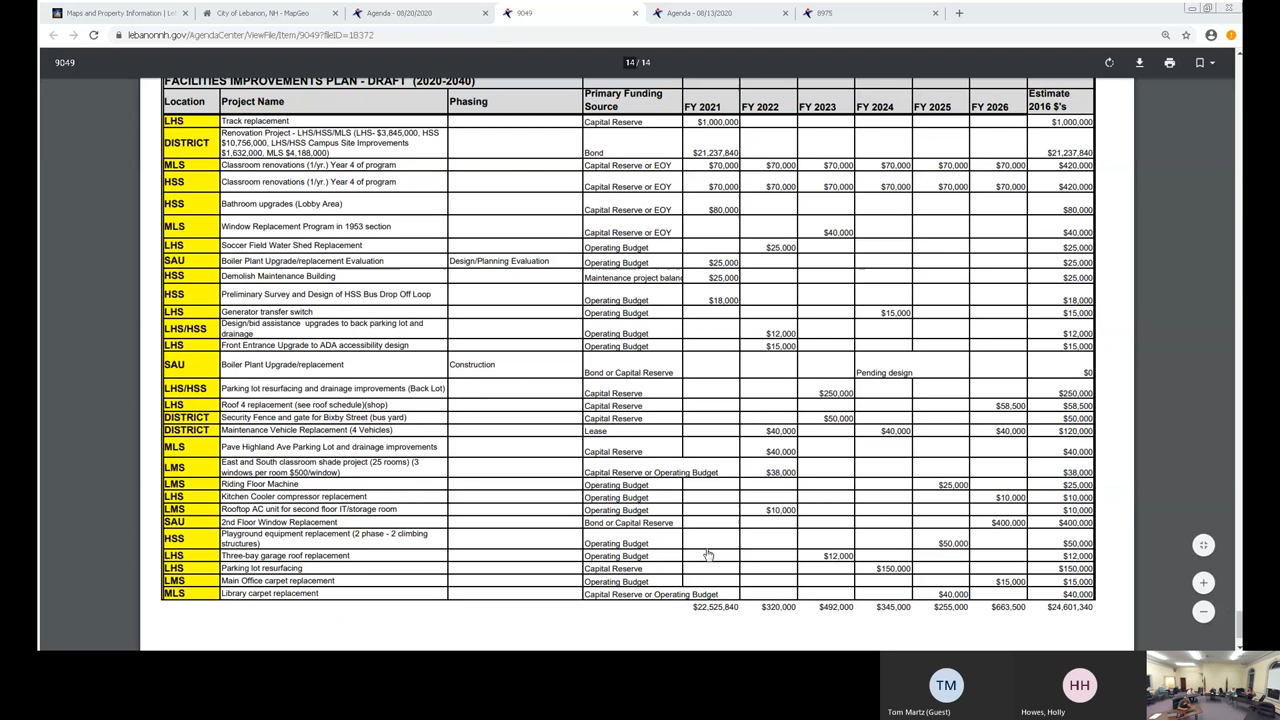 Maps and Property Information | Le
City of Lebanon, NH - MapGeo
Agenda - 08/20/2020
9049
Agenda - 08/13/2020
8975
lebanonnh.gov/AgendaCenter/ViewFile/Item/9049?fileID=18372
9049
14 / 14
FACILITIES IMPROVEMENTS PLAN - DRAFT (2020-2040)
Location Project Name Phasing Primary Funding Source FY 2021 FY 2022 FY 2023 FY 2024 FY 2025 FY 2026 Estimate 2016 $'s
LHS Track replacement Capital Reserve $1,000,000 $1,000,000
DISTRICT Renovation Project - LHS/HSS/MLS (LHS- $3,845,000, HSS
$10,756,000, LHS/HSS Campus Site Improvements
$1,632,000, MLS $4,188,000) Bond $21,237,840 $21,237,840
MLS Classroom renovations (1/yr.) Year 4 of program Capital Reserve or EOY $70,000 $70,000 $70,000 $70,000 $70,000 $70,000 $420,000
HSS Classroom renovations (1/yr.) Year 4 of program Capital Reserve or EOY $70,000 $70,000 $70,000 $70,000 $70,000 $70,000 $420,000
HSS Bathroom upgrades (Lobby Area) Capital Reserve or EOY $80,000 $80,000
MLS Window Replacement Program in 1953 section Capital Reserve or EOY $40,000 $40,000
LHS Soccer Field Water Shed Replacement Operating Budget $25,000 $25,000
SAU Boiler Plant Upgrade/replacement Evaluation Design/Planning Evaluation Operating Budget $25,000 $25,000
HSS Demolish Maintenance Building Maintenance project balanc $25,000 $25,000
HSS Preliminary Survey and Design of HSS Bus Drop Off Loop Operating Budget $18,000 $18,000
LHS Generator transfer switch Operating Budget $15,000 $15,000
LHS/HSS Design/bid assistance upgrades to back parking lot and
drainage Operating Budget $12,000 $12,000
LHS Front Entrance Upgrade to ADA accessibility design Operating Budget $15,000 $15,000
SAU Boiler Plant Upgrade/replacement Construction Bond or Capital Reserve Pending design $0
LHS/HSS Parking lot resurfacing and drainage improvements (Back Lot) Capital Reserve $250,000 $250,000
LHS Roof 4 replacement (see roof schedule)(shop) Capital Reserve $58,500 $58,500
DISTRICT Security Fence and gate for Bixby Street (bus yard) Capital Reserve $50,000 $50,000
DISTRICT Maintenance Vehicle Replacement (4 Vehicles) Lease $40,000 $40,000 $40,000 $120,000
MLS Pave Highland Ave Parking Lot and drainage improvements Capital Reserve $40,000 $40,000
LMS East and South classroom shade project (25 rooms) (3
windows per room $500/window) Capital Reserve or Operating Budget $38,000 $38,000
LMS Riding Floor Machine Operating Budget $25,000 $25,000
LHS Kitchen Cooler compressor replacement Operating Budget $10,000 $10,000
LMS Rooftop AC unit for second floor IT/storage room Operating Budget $10,000 $10,000
SAU 2nd Floor Window Replacement Bond or Capital Reserve $400,000 $400,000
HSS Playground equipment replacement (2 phase - 2 climbing
structures) Operating Budget $50,000 $50,000
LHS Three-bay garage roof replacement Operating Budget $12,000 $12,000
LHS Parking lot resurfacing Capital Reserve $150,000 $150,000
LMS Main Office carpet replacement Operating Budget $15,000 $15,000
MLS Library carpet replacement Capital Reserve or Operating Budget $40,000 $40,000
$22,525,840 $320,000 $492,000 $345,000 $255,000 $663,500 $24,601,340
TM
HH
Tom Martz (Guest)
Howes, Holly